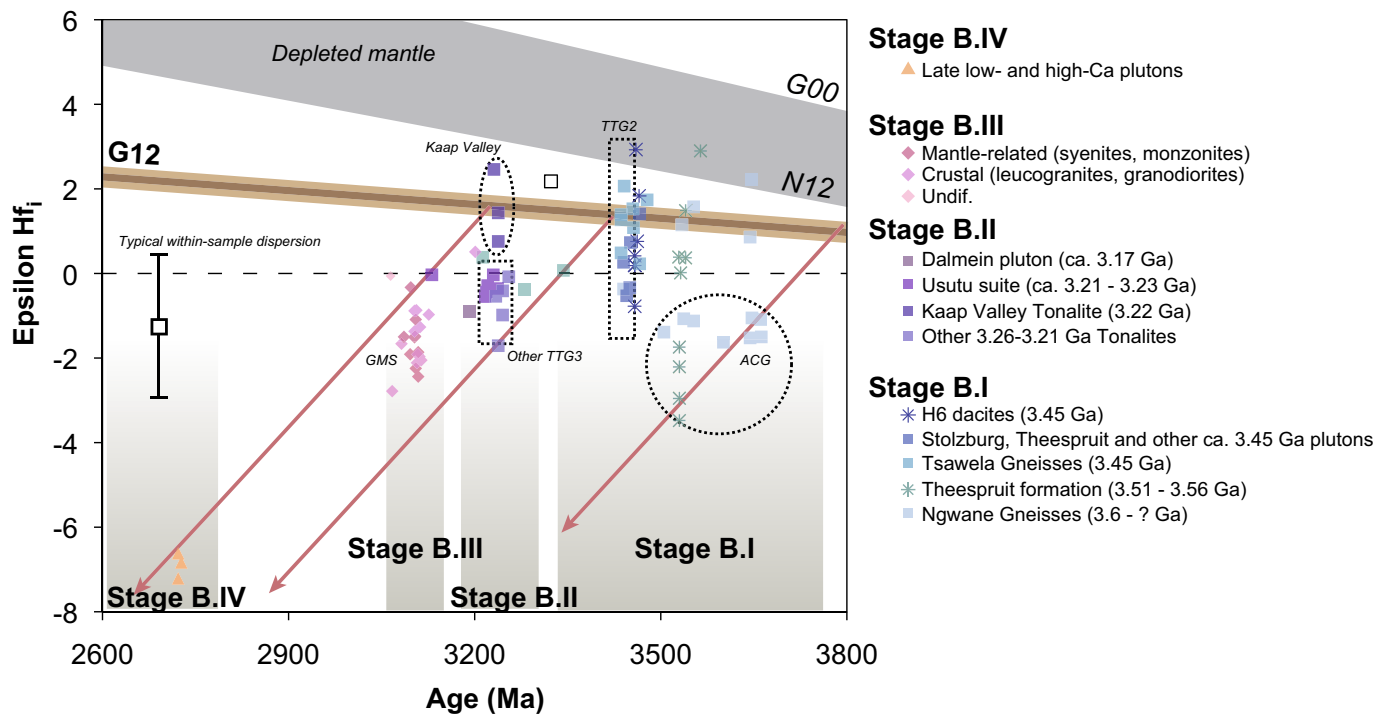 6
4
2
0
-2
-4
-6
-8
Epsilon Hfi
2600
2900
3200
3500
3800
Age (Ma)
Depleted mantle
G00
N12
G12
TTG2
Kaap Valley
Typical within-sample dispersion
GMS
Other TTG3
ACG
Stage B.III
Stage B.I
Stage B.IV
Stage B.II
Stage B.IV
Late low- and high-Ca plutons
Stage B.III
Mantle-related (syenites, monzonites)
Crustal (leucogranites, granodiorites)
Undif.
Stage B.II
Dalmein pluton (ca. 3.17 Ga)
Usutu suite (ca. 3.21 - 3.23 Ga)
Kaap Valley Tonalite (3.22 Ga)
Other 3.26-3.21 Ga Tonalites
Stage B.I
H6 dacites (3.45 Ga)
Stolzburg, Theespruit and other ca. 3.45 Ga plutons
Tsawela Gneisses (3.45 Ga)
Theespruit formation (3.51 - 3.56 Ga)
Ngwane Gneisses (3.6 - ? Ga)